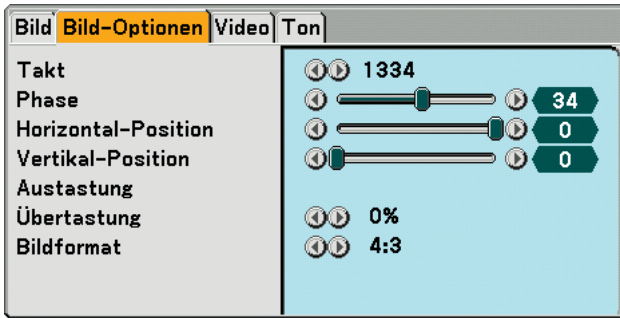 Bild Bild-Optionen Video Ton
Takt 1334
Phase 34
Horizontal-Position 0
Vertikal-Position 0
Austastung
Übertastung 0%
Bildformat 4:3